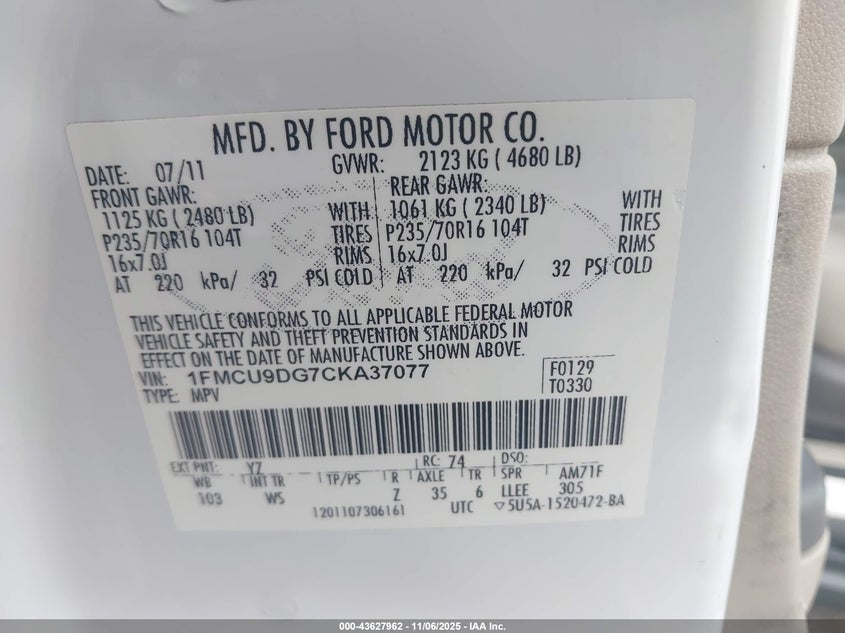 MFD. BY FORD MOTOR CO.
DATE: 07/11 GVWR: 2123 KG ( 4680 LB)
FRONT GAWR: REAR GAWR:
1125 KG ( 2480 LB) WITH 1061 KG ( 2340 LB) WITH
P235/70R16 104T TIRES P235/70R16 104T TIRES
16x7.0J RIMS 16x7.0J RIMS
AT 220 kPa/ 32 PSI COLD AT 220 kPa/ 32 PSI COLD
THIS VEHICLE CONFORMS TO ALL APPLICABLE FEDERAL MOTOR
VEHICLE SAFETY AND THEFT PREVENTION STANDARDS IN
EFFECT ON THE DATE OF MANUFACTURE SHOWN ABOVE.
VIN: 1FMCU9DG7CKA37077 F0129
TYPE: MPV T0330
EXT PNT: YZ RC: 74 DSO:
WB INT TR TP/PS R AXLE TR SPR AM71F
103 WS Z 35 6 LLEE 305
1201107306161 UTC ▽5U5A-1520472-BA
000-43627962 - 11/06/2025 - IAA Inc.